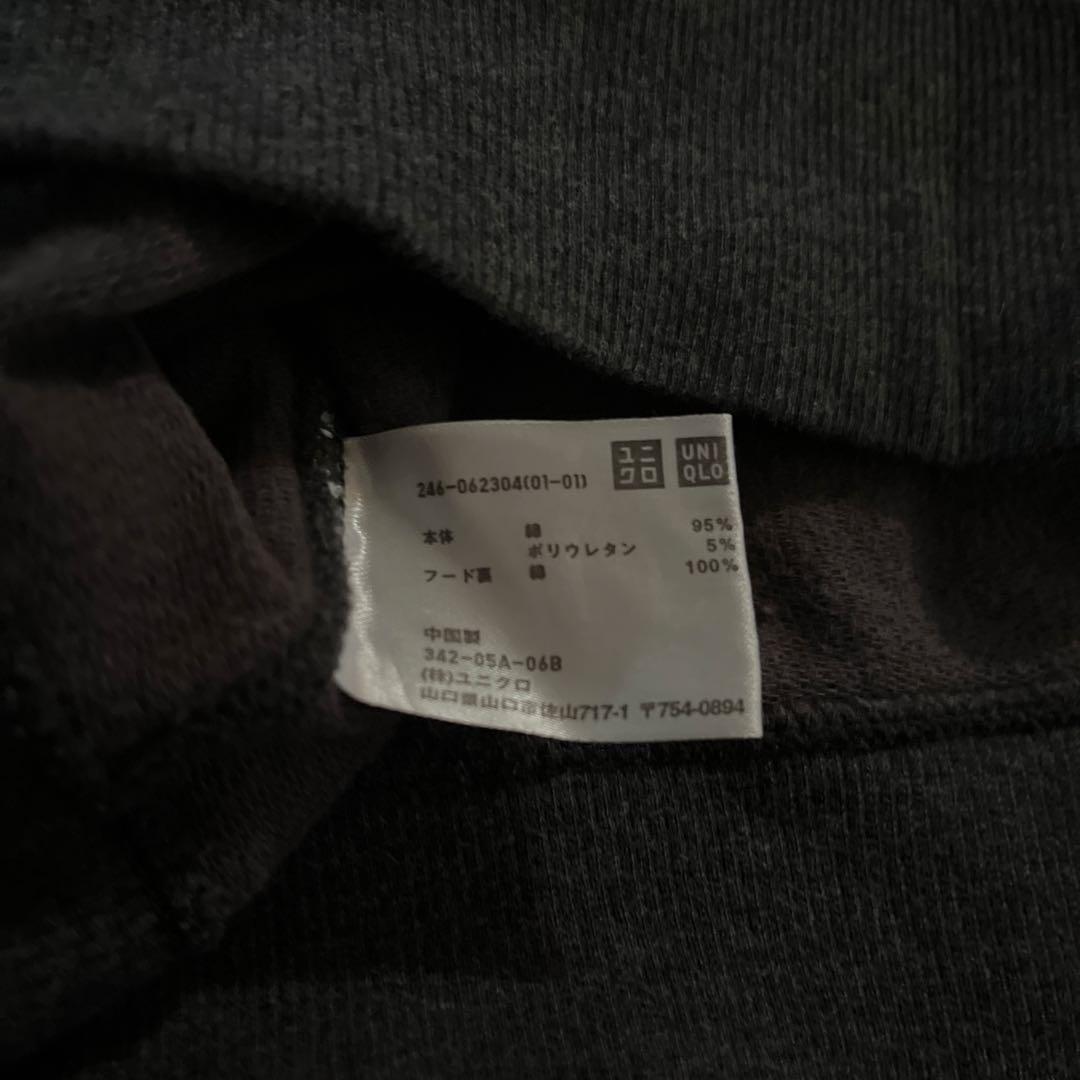 ユニクロ UNIQLO
246-062304(01-01)
本体 綿 95%
ポリウレタン 5%
フード裏 綿 100%
中国製
342-05A-06B
(株)ユニクロ
山口県山口市佐山717-1 〒754-0894